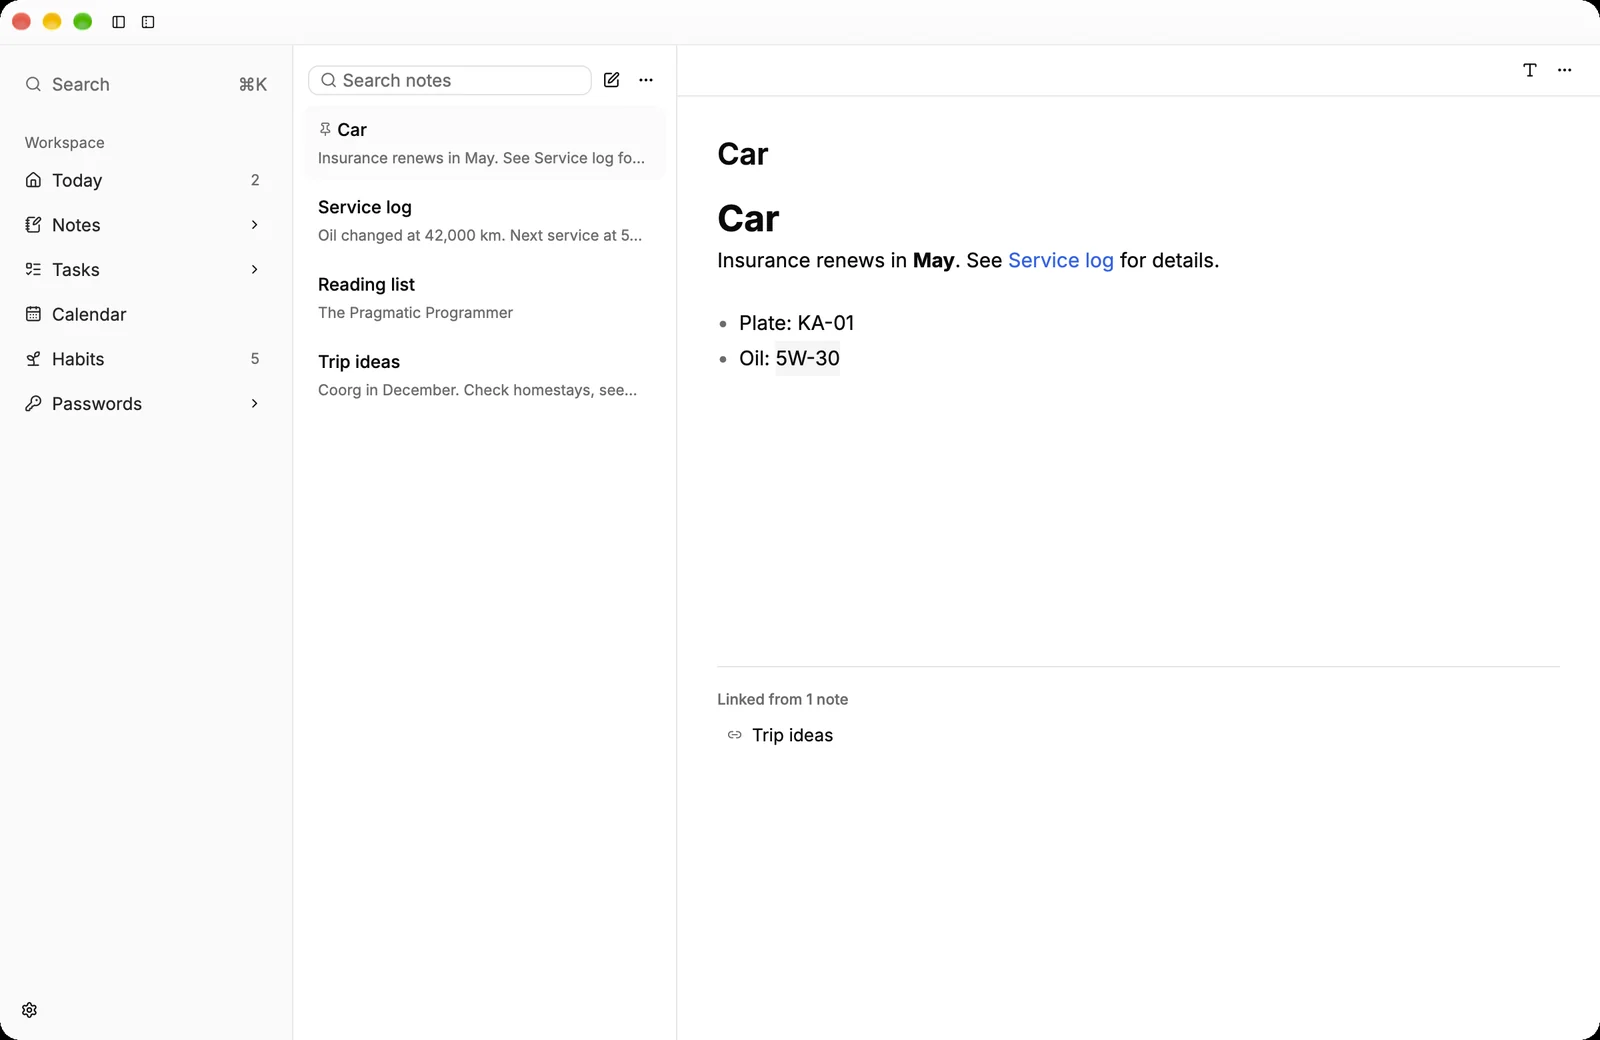 Search ⌘K
Workspace
Today 2
Notes
Tasks
Calendar
Habits 5
Passwords
Search notes
Car
Insurance renews in May. See Service log fo...
Service log
Oil changed at 42,000 km. Next service at 5...
Reading list
The Pragmatic Programmer
Trip ideas
Coorg in December. Check homestays, see...
T
Car
Car
Insurance renews in May. See Service log for details.
• Plate: KA-01
• Oil: 5W-30
Linked from 1 note
Trip ideas